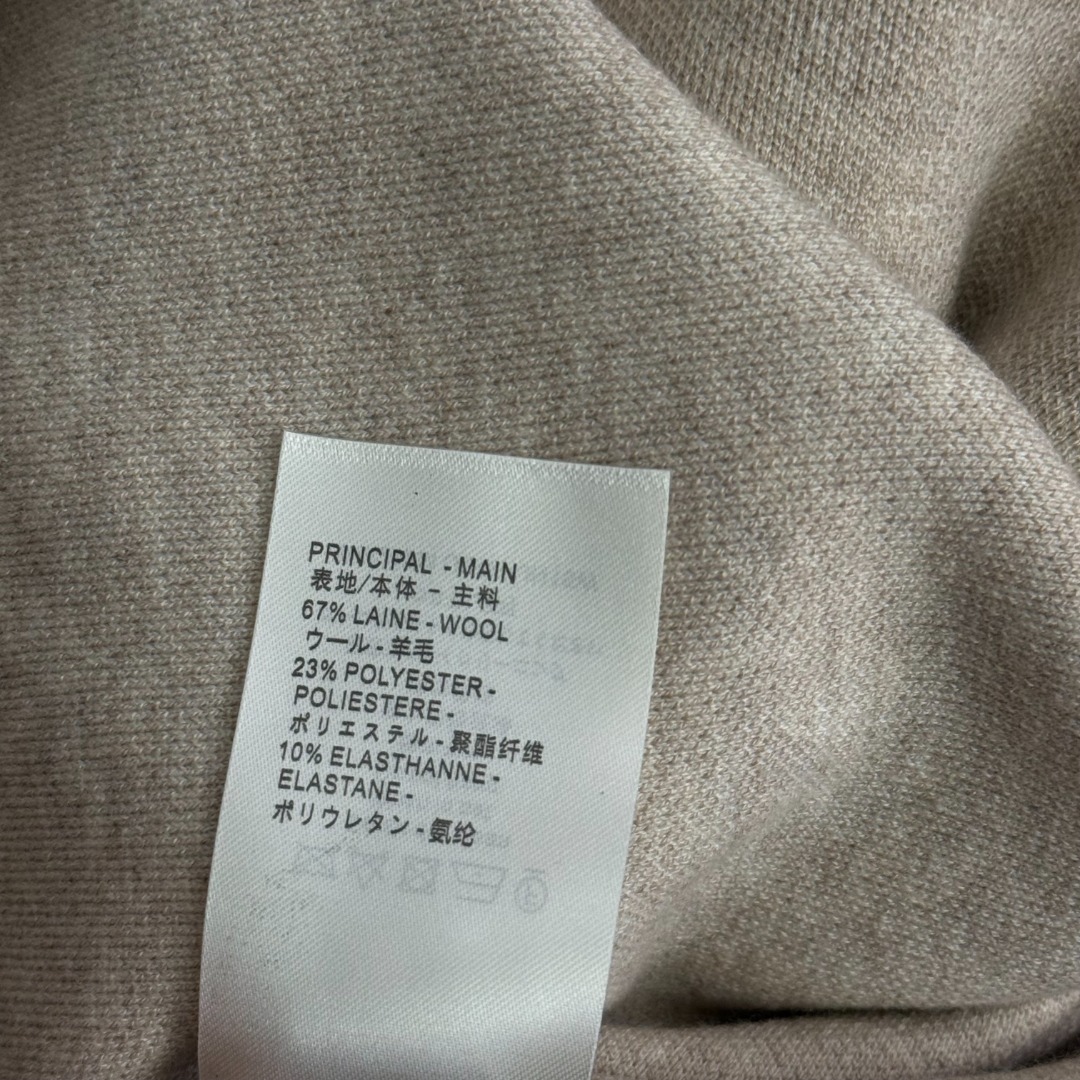 PRINCIPAL - MAIN
表地/本体 - 主料
67% LAINE - WOOL
ウール - 羊毛
23% POLYESTER -
POLIESTERE -
ポリエステル - 聚酯纤维
10% ELASTHANNE -
ELASTANE -
ポリウレタン - 氨纶